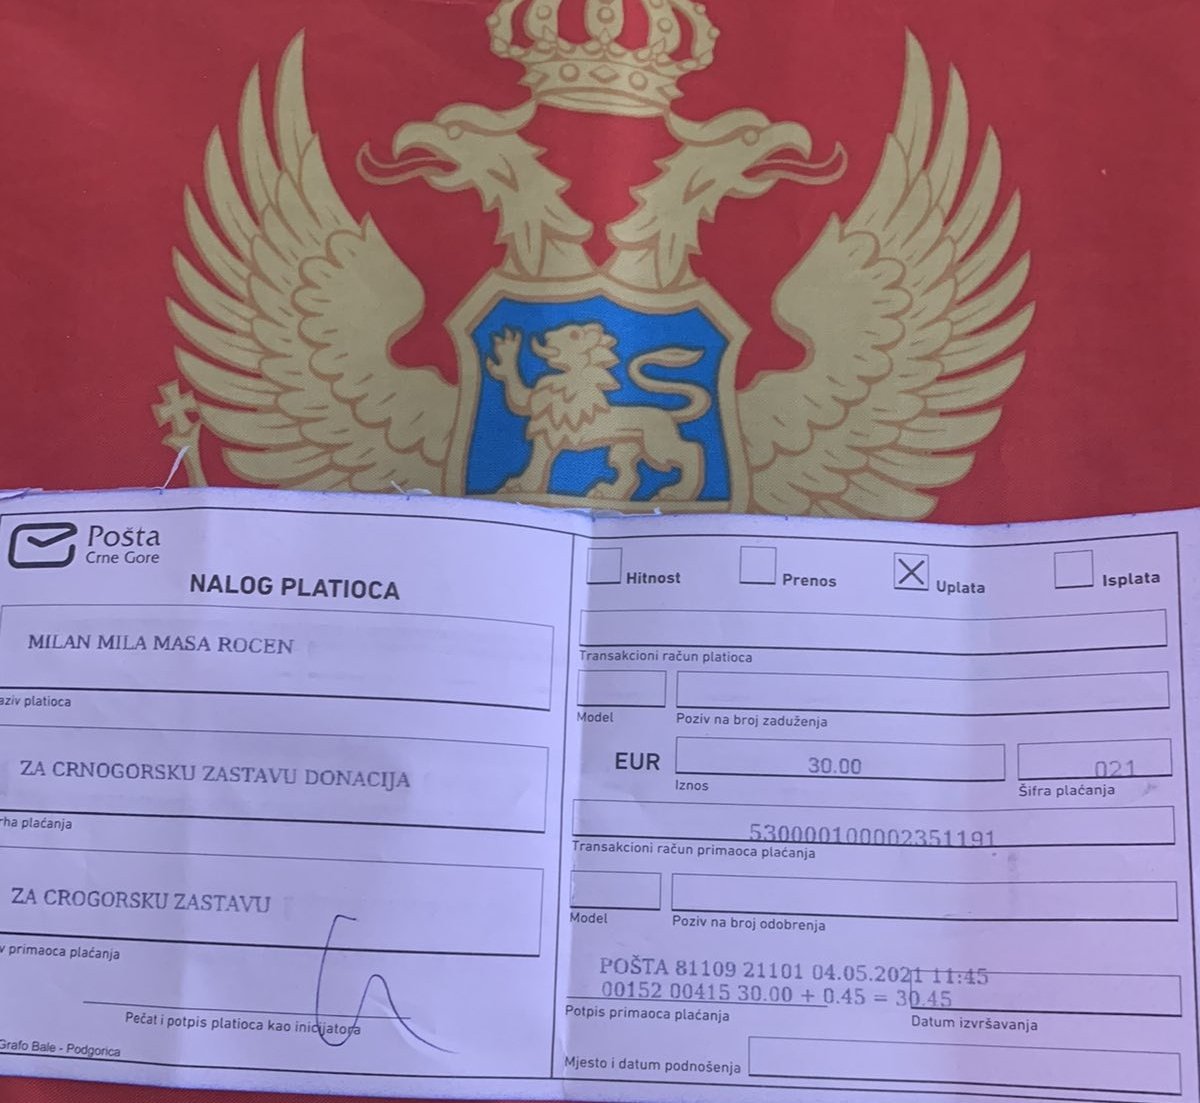 Pošta
Crne Gore
NALOG PLATIOCA
MILAN MILA MASA ROCEN
aziv platioca
ZA CRNOGORSKU ZASTAVU DONACIJA
rha plaćanja
ZA CROGORSKU ZASTAVU
v primaoca plaćanja
Pečat i potpis platioca kao inicijatora
Grafo Bale - Podgorica
Hitnost Prenos Uplata Isplata
Transakcioni račun platioca
Model Poziv na broj zaduženja
EUR 30.00 021
Iznos Šifra plaćanja
530000100002351191
Transakcioni račun primaoca plaćanja
Model Poziv na broj odobrenja
POŠTA 81109 21101 04.05.2021 11:45
00152 00415 30.00 + 0.45 = 30.45
Potpis primaoca plaćanja Datum izvršavanja
Mjesto i datum podnošenja